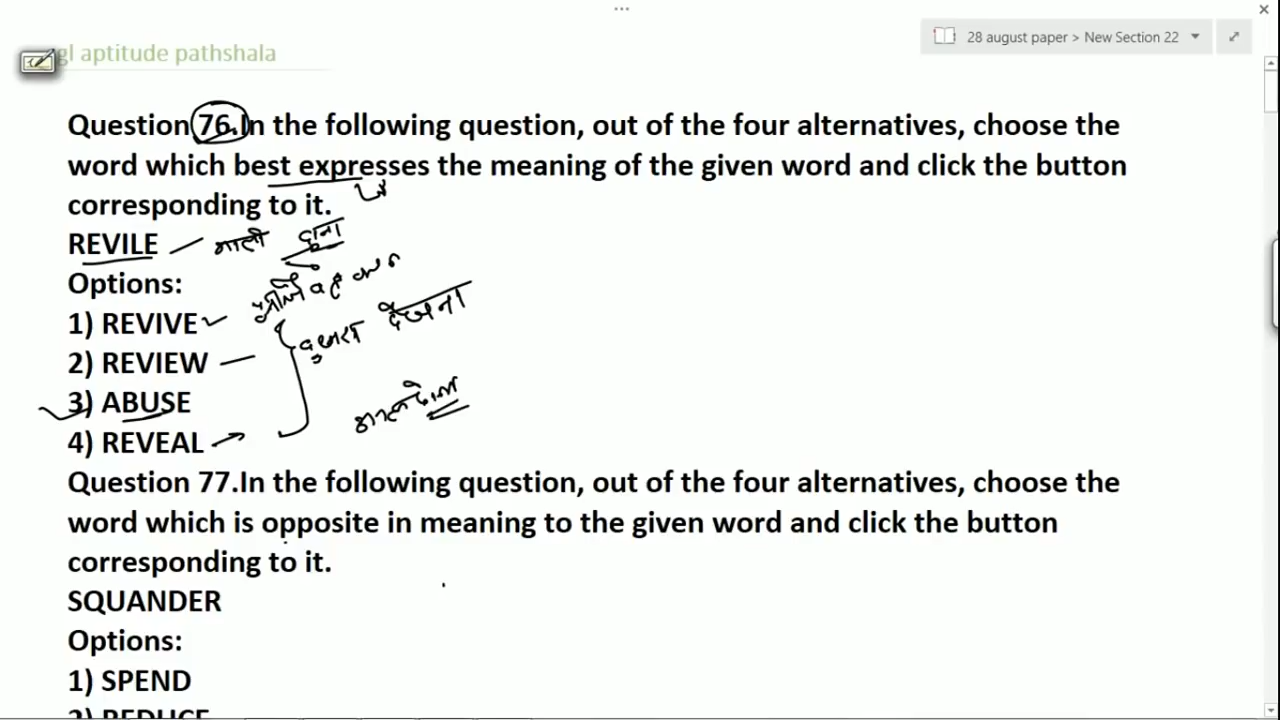 gl aptitude pathshala
28 august paper > New Section 22
Question 76.In the following question, out of the four alternatives, choose the
word which best expresses the meaning of the given word and click the button
corresponding to it.
REVILE गाली
Options:
1) REVIVE
2) REVIEW देखना
3) ABUSE
4) REVEAL
Question 77.In the following question, out of the four alternatives, choose the
word which is opposite in meaning to the given word and click the button
corresponding to it.
SQUANDER
Options:
1) SPEND
2) REDUCE